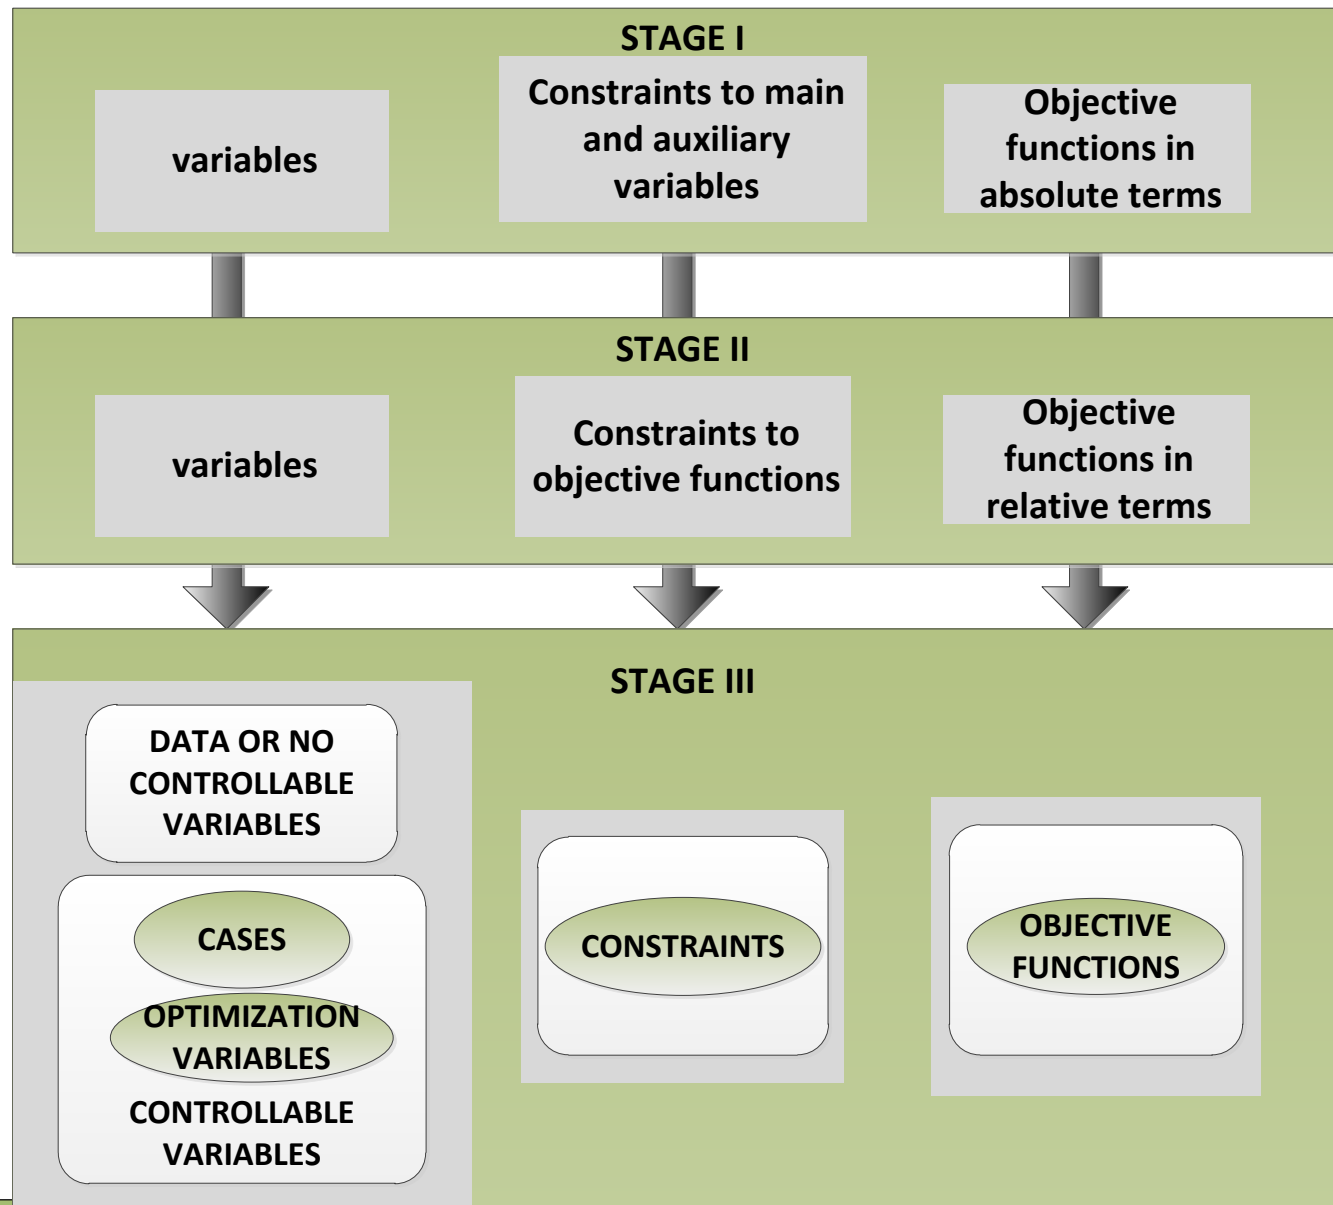 STAGE I
variables
Constraints to main
and auxiliary
variables
Objective
functions in
absolute terms
STAGE II
variables
Constraints to
objective functions
Objective
functions in
relative terms
STAGE III
DATA OR NO
CONTROLLABLE
VARIABLES
CASES
OPTIMIZATION
VARIABLES
CONTROLLABLE
VARIABLES
CONSTRAINTS
OBJECTIVE
FUNCTIONS